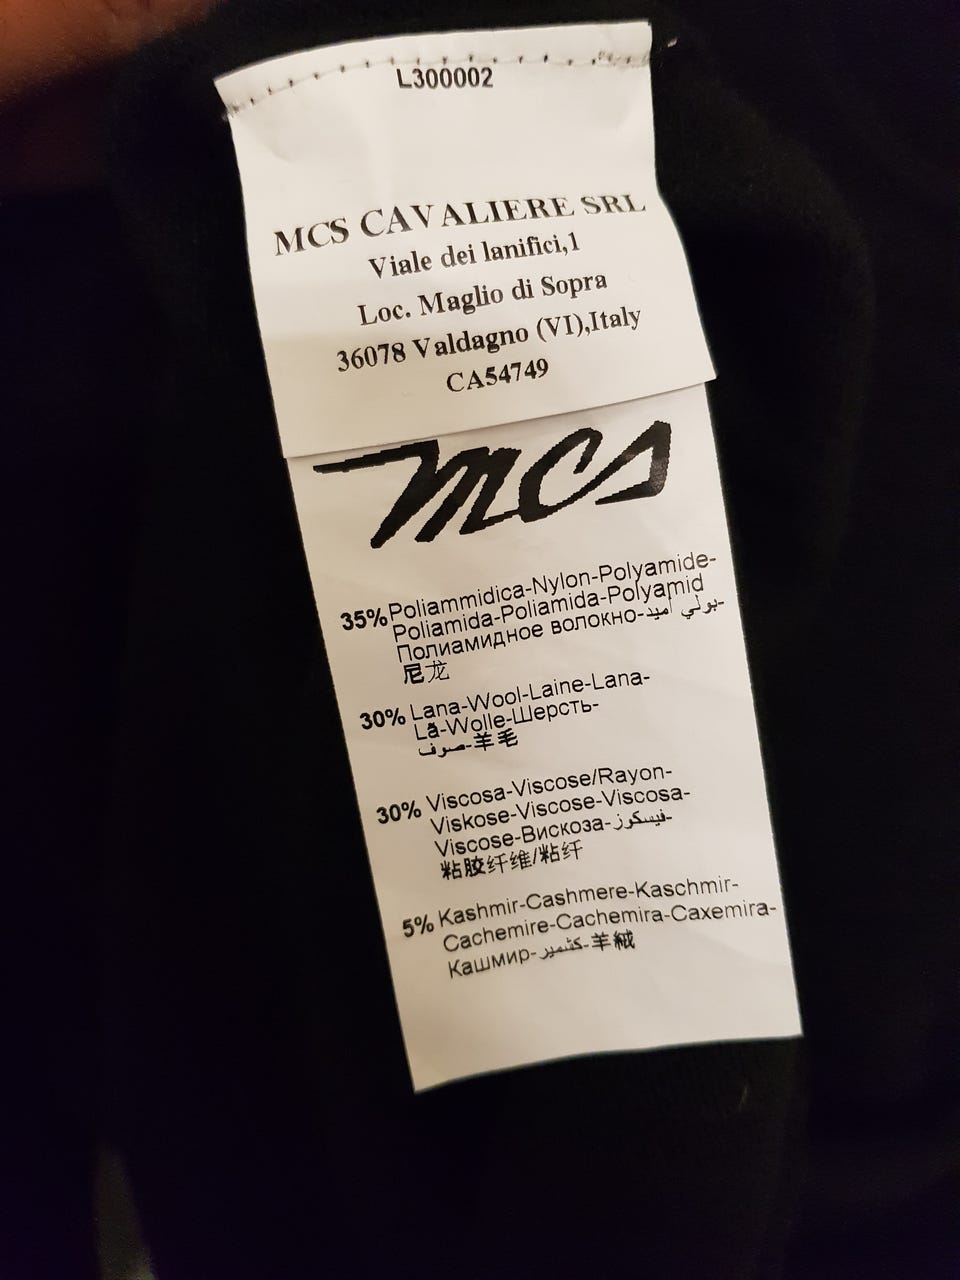 L300002
MCS CAVALIERE SRL
Viale dei lanifici,1
Loc. Maglio di Sopra
36078 Valdagno (VI),Italy
CA54749
mcs
35% Poliammidica-Nylon-Polyamide-
Poliamida-Poliamida-Polyamid
Полиамидное волокно-بولي أميد-
尼龙
30% Lana-Wool-Laine-Lana-
Lã-Wolle-Шерсть-
صوف-羊毛
30% Viscosa-Viscose/Rayon-
Viskose-Viscose-Viscosa-
Viscose-Вискоза-فيسكوز-
粘胶纤维/粘纤
5% Kashmir-Cashmere-Kaschmir-
Cachemire-Cachemira-Caxemira-
Кашмир-كشمير-羊絨